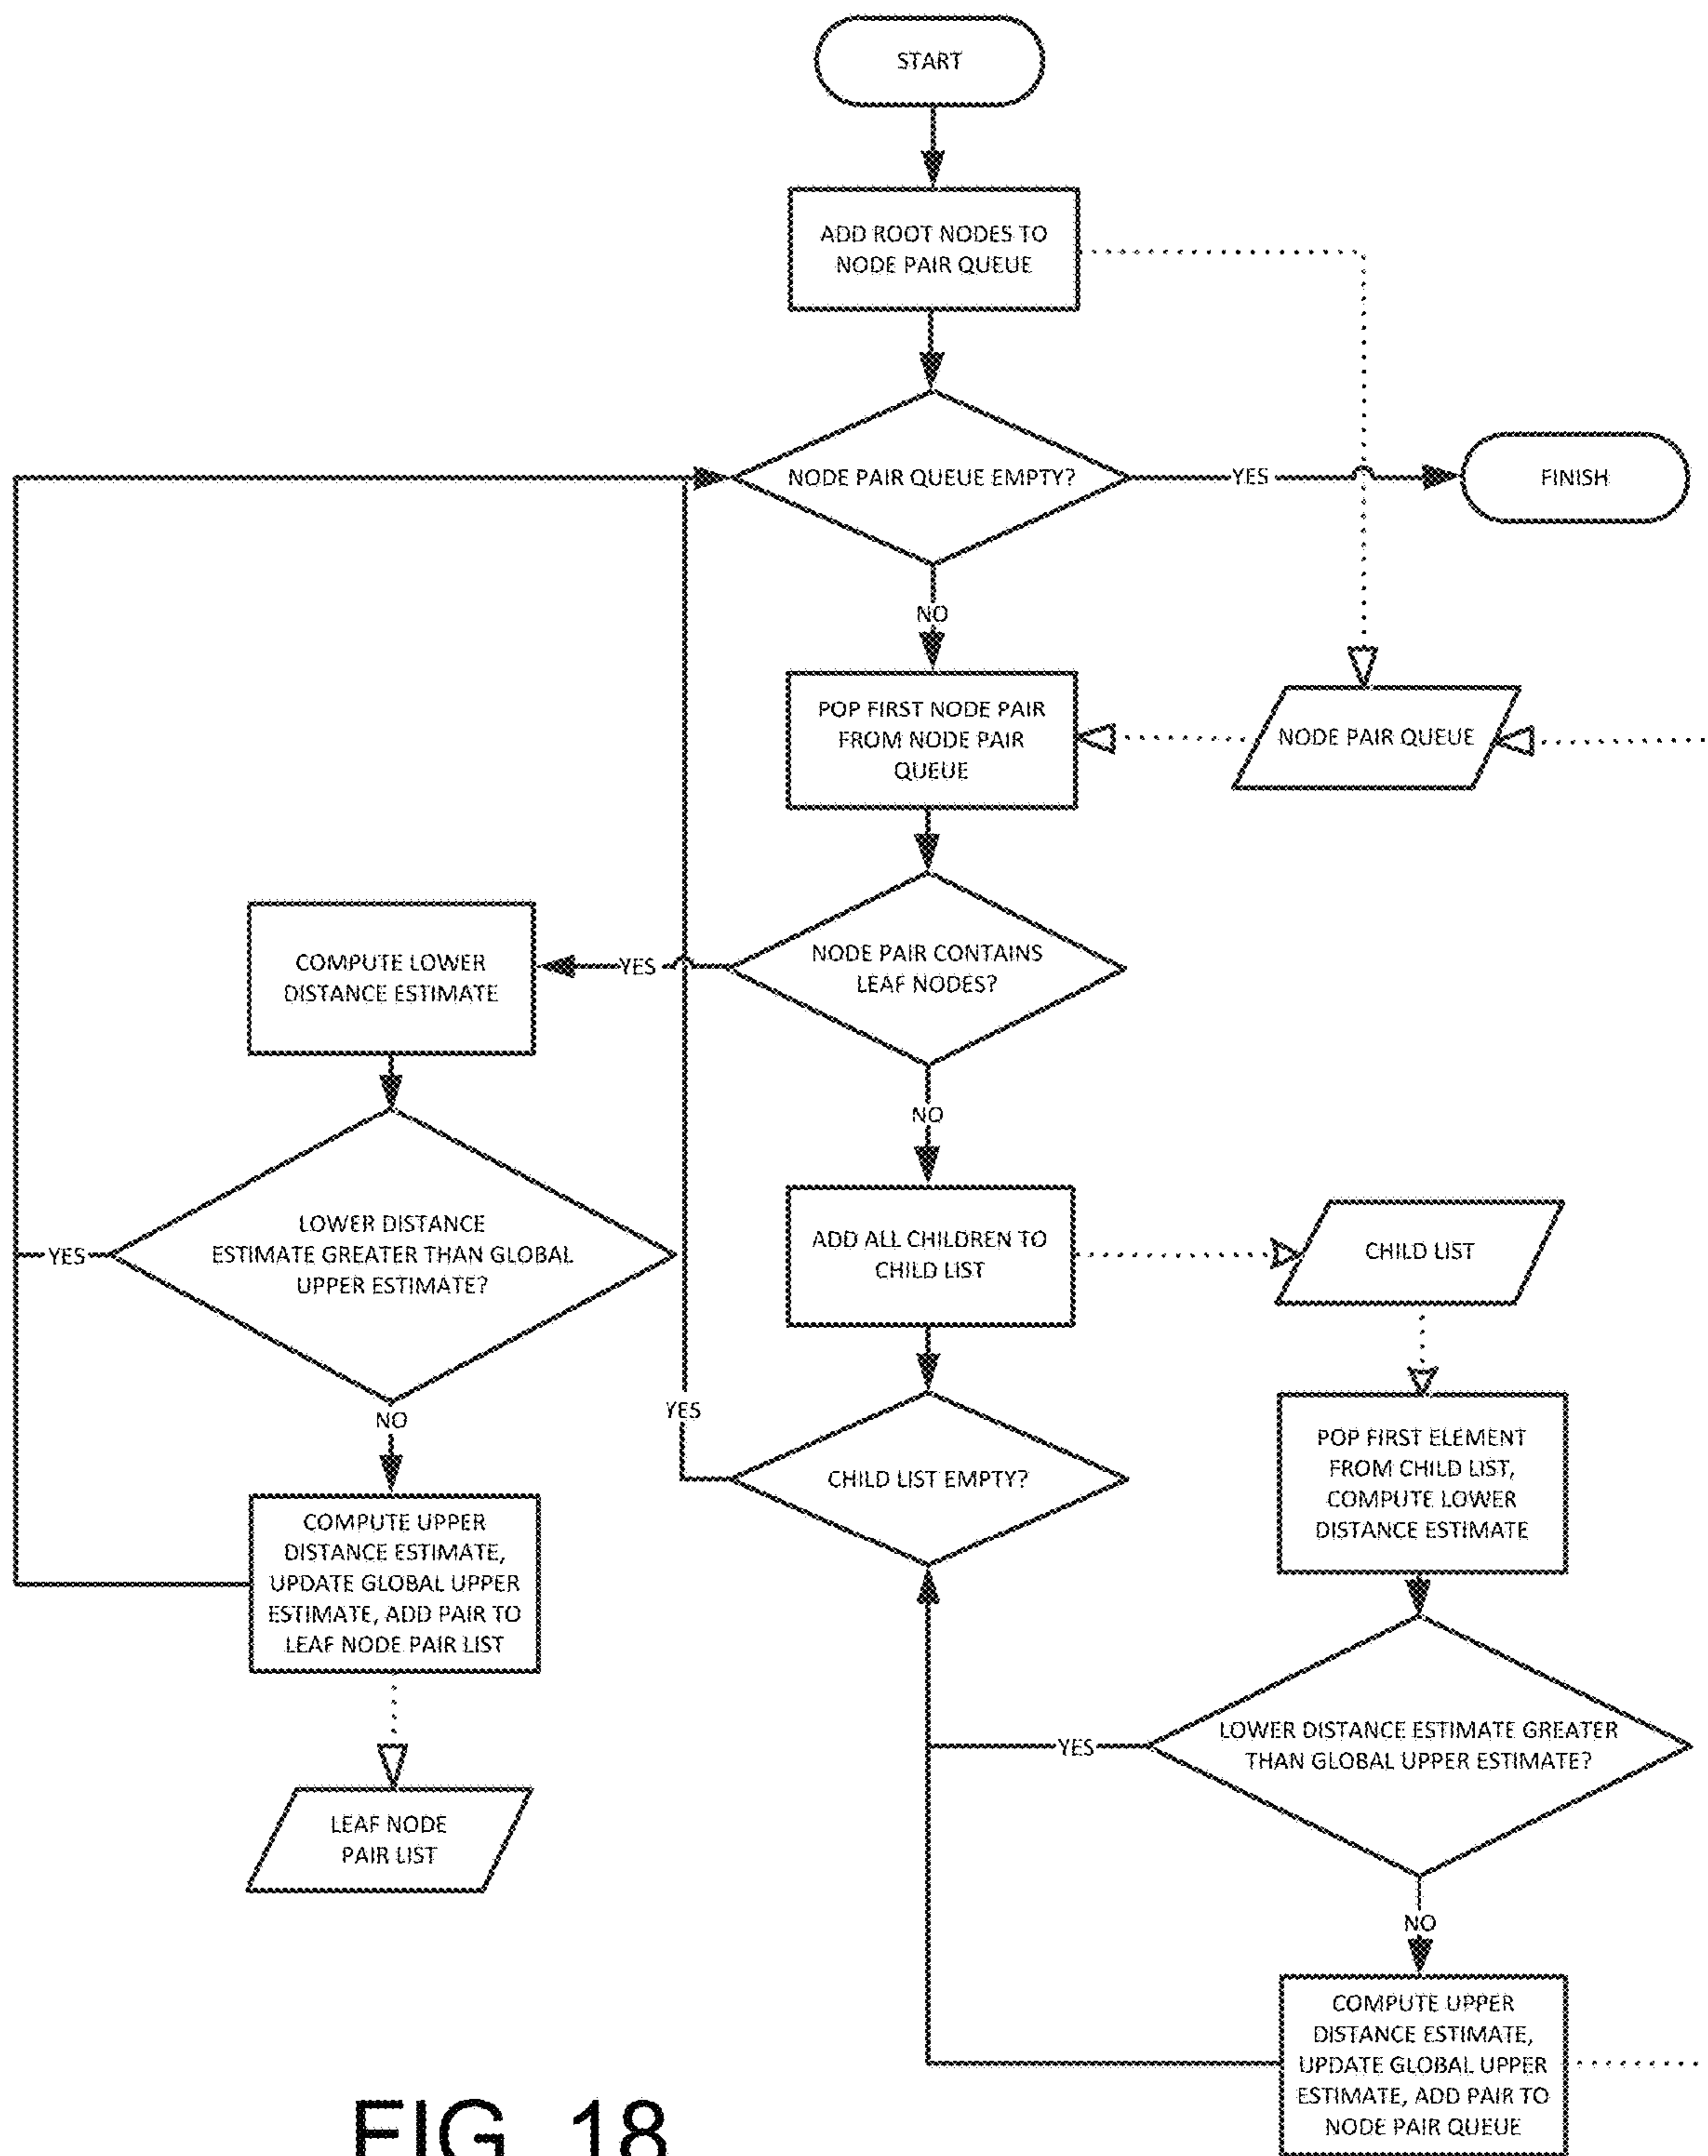 START
ADD ROOT NODES TO
NODE PAIR QUEUE
NODE PAIR QUEUE EMPTY?
YES
FINISH
NO
POP FIRST NODE PAIR
FROM NODE PAIR
QUEUE
NODE PAIR QUEUE
NODE PAIR CONTAINS
LEAF NODES?
YES
COMPUTE LOWER
DISTANCE ESTIMATE
NO
LOWER DISTANCE
ESTIMATE GREATER THAN GLOBAL
UPPER ESTIMATE?
YES
NO
COMPUTE UPPER
DISTANCE ESTIMATE,
UPDATE GLOBAL UPPER
ESTIMATE, ADD PAIR TO
LEAF NODE PAIR LIST
LEAF NODE
PAIR LIST
ADD ALL CHILDREN TO
CHILD LIST
CHILD LIST
CHILD LIST EMPTY?
YES
POP FIRST ELEMENT
FROM CHILD LIST,
COMPUTE LOWER
DISTANCE ESTIMATE
LOWER DISTANCE ESTIMATE GREATER
THAN GLOBAL UPPER ESTIMATE?
YES
NO
COMPUTE UPPER
DISTANCE ESTIMATE,
UPDATE GLOBAL UPPER
ESTIMATE, ADD PAIR TO
NODE PAIR QUEUE
FIG. 18